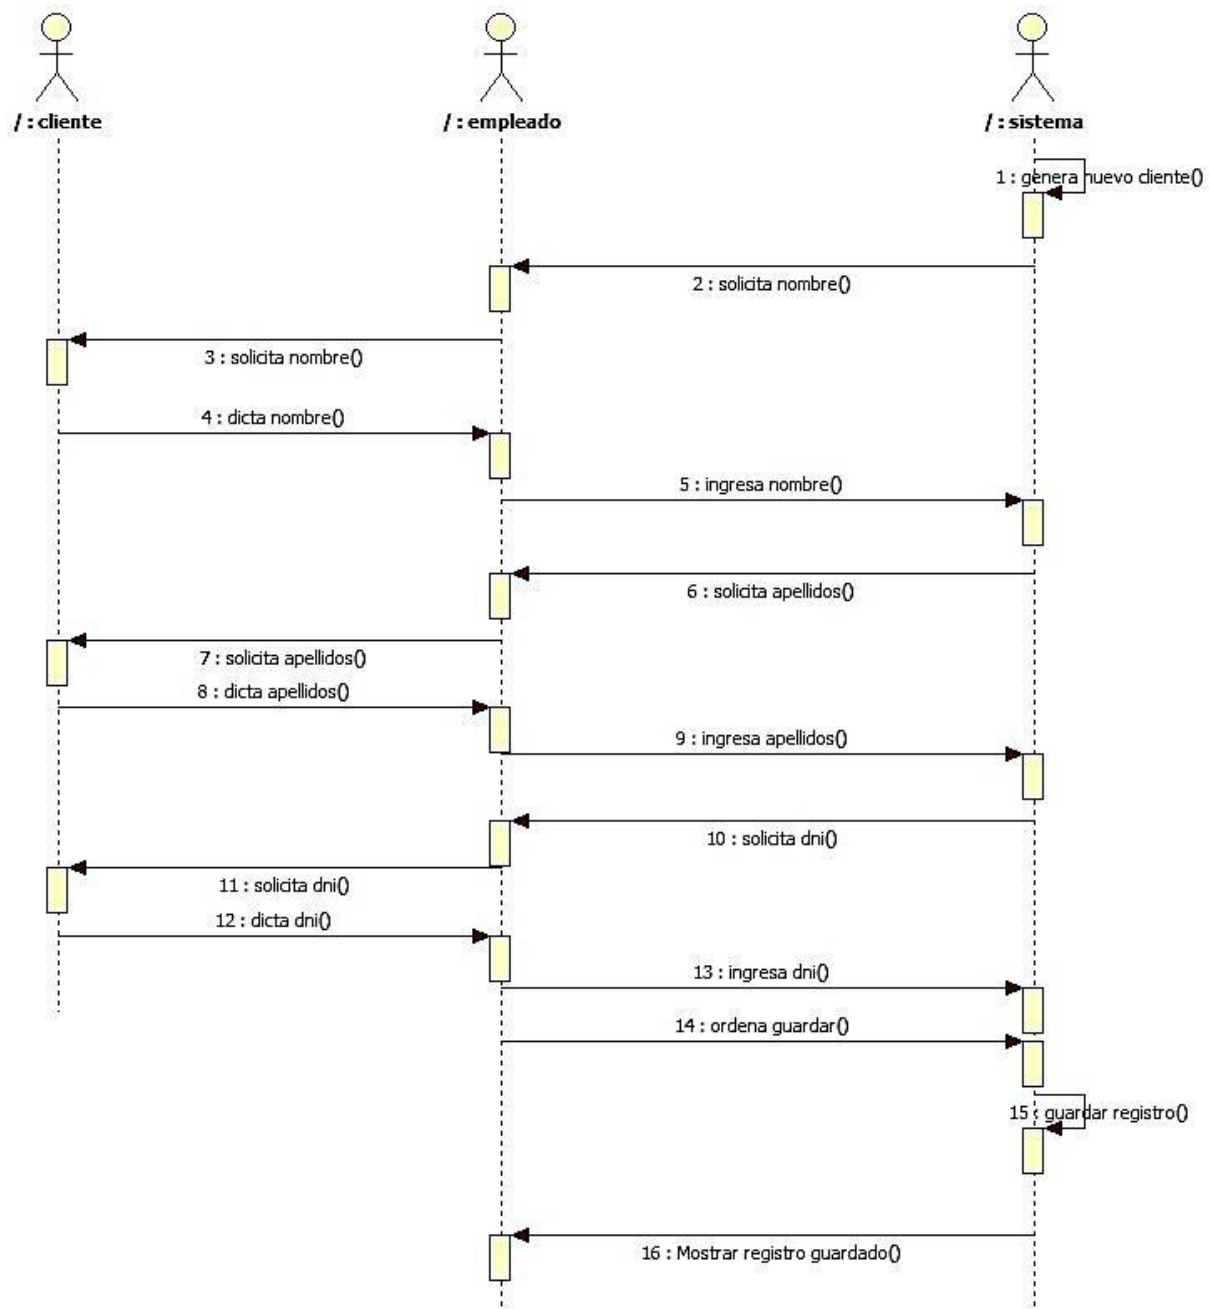 / : cliente
/ : empleado
/ : sistema
1 : genera nuevo cliente()
2 : solicita nombre()
3 : solicita nombre()
4 : dicta nombre()
5 : ingresa nombre()
6 : solicita apellidos()
7 : solicita apellidos()
8 : dicta apellidos()
9 : ingresa apellidos()
10 : solicita dni()
11 : solicita dni()
12 : dicta dni()
13 : ingresa dni()
14 : ordena guardar()
15 : guardar registro()
16 : Mostrar registro guardado()